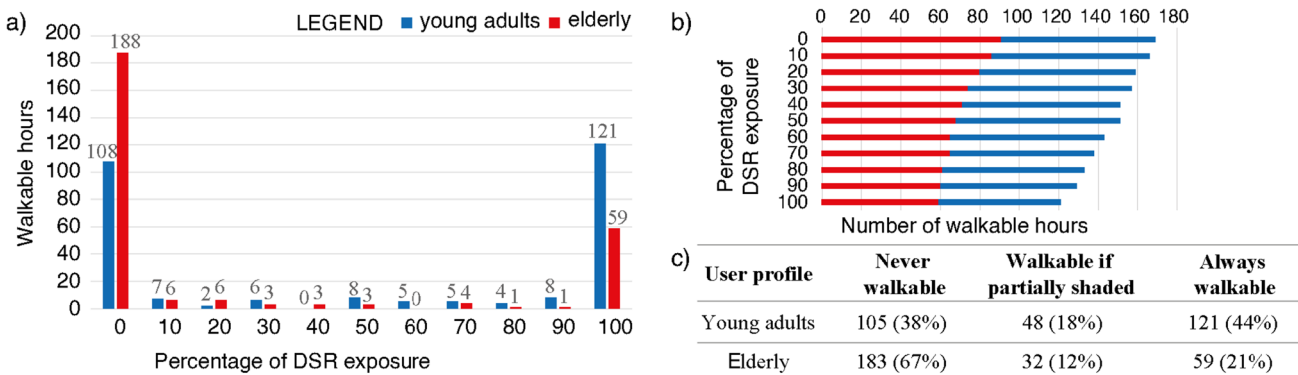 a)
LEGEND young adults elderly
Walkable hours
200
180
160
140
120
100
80
60
40
20
0
108 188
7 6
2 6
6 3
0 3
8 3
5 0
5 4
4 1
8 1
121 59
0 10 20 30 40 50 60 70 80 90 100
Percentage of DSR exposure
b)
0 20 40 60 80 100 120 140 160 180
Percentage of
DSR exposure
0
10
20
30
40
50
60
70
80
90
100
Number of walkable hours
c)
User profile Never walkable Walkable if partially shaded Always walkable
Young adults 105 (38%) 48 (18%) 121 (44%)
Elderly 183 (67%) 32 (12%) 59 (21%)